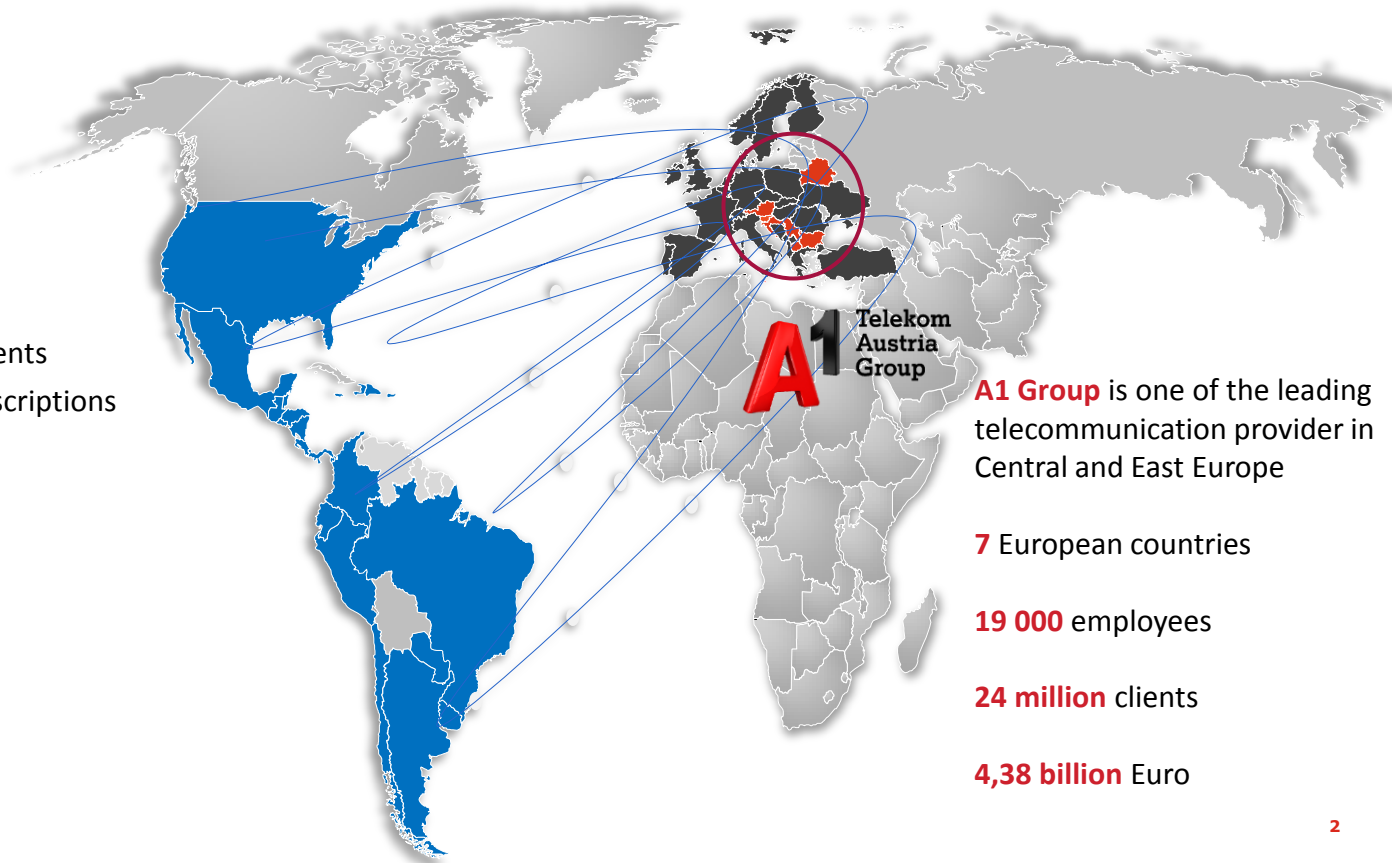 ents
scriptions
A1 Telekom
Austria
Group
A1 Group is one of the leading
telecommunication provider in
Central and East Europe
7 European countries
19 000 employees
24 million clients
4,38 billion Euro
2